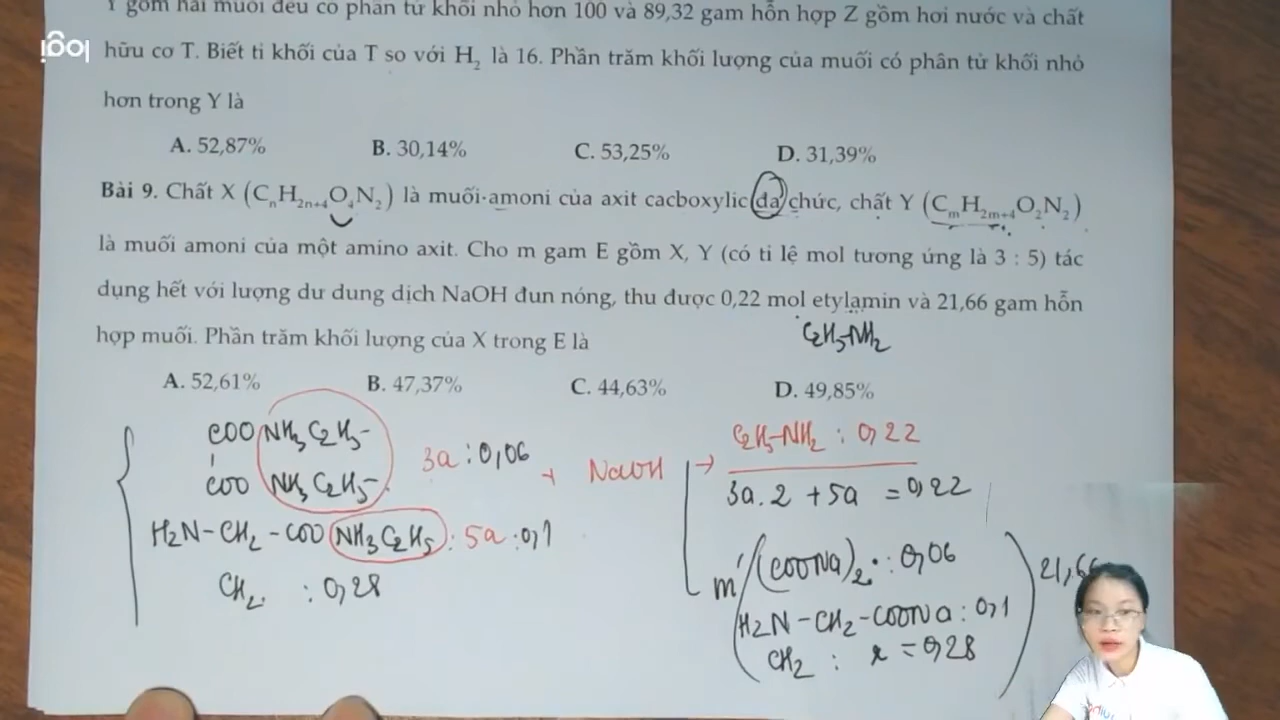 Y gồm hai muối đều có phân tử khối nhỏ hơn 100 và 89,32 gam hỗn hợp Z gồm hơi nước và chất
logi
hữu cơ T. Biết tỉ khối của T so với H₂ là 16. Phần trăm khối lượng của muối có phân tử khối nhỏ
hơn trong Y là
A. 52,87% B. 30,14% C. 53,25% D. 31,39%
Bài 9. Chất X (CₙH₂ₙ₊₄O₄N₂) là muối amoni của axit cacboxylic đa chức, chất Y (CₘH₂ₘ₊₄O₂N₂)
là muối amoni của một amino axit. Cho m gam E gồm X, Y (có tỉ lệ mol tương ứng là 3 : 5) tác
dụng hết với lượng dư dung dịch NaOH đun nóng, thu được 0,22 mol etylamin và 21,66 gam hỗn
hợp muối. Phần trăm khối lượng của X trong E là
C₂H₅-NH₂
A. 52,61% B. 47,37% C. 44,63% D. 49,85%
COO NH₃C₂H₅-
COO NH₃C₂H₅-
3a : 0,06
H₂N-CH₂-COO NH₃C₂H₅ : 5a : 0,1
CH₂ : 0,28
+ NaOH →
C₂H₅-NH₂ : 0,22
3a.2 + 5a = 0,22
m' (COONa)₂ : 0,06
H₂N-CH₂-COONa : 0,1
CH₂ : x = 0,28
21,66